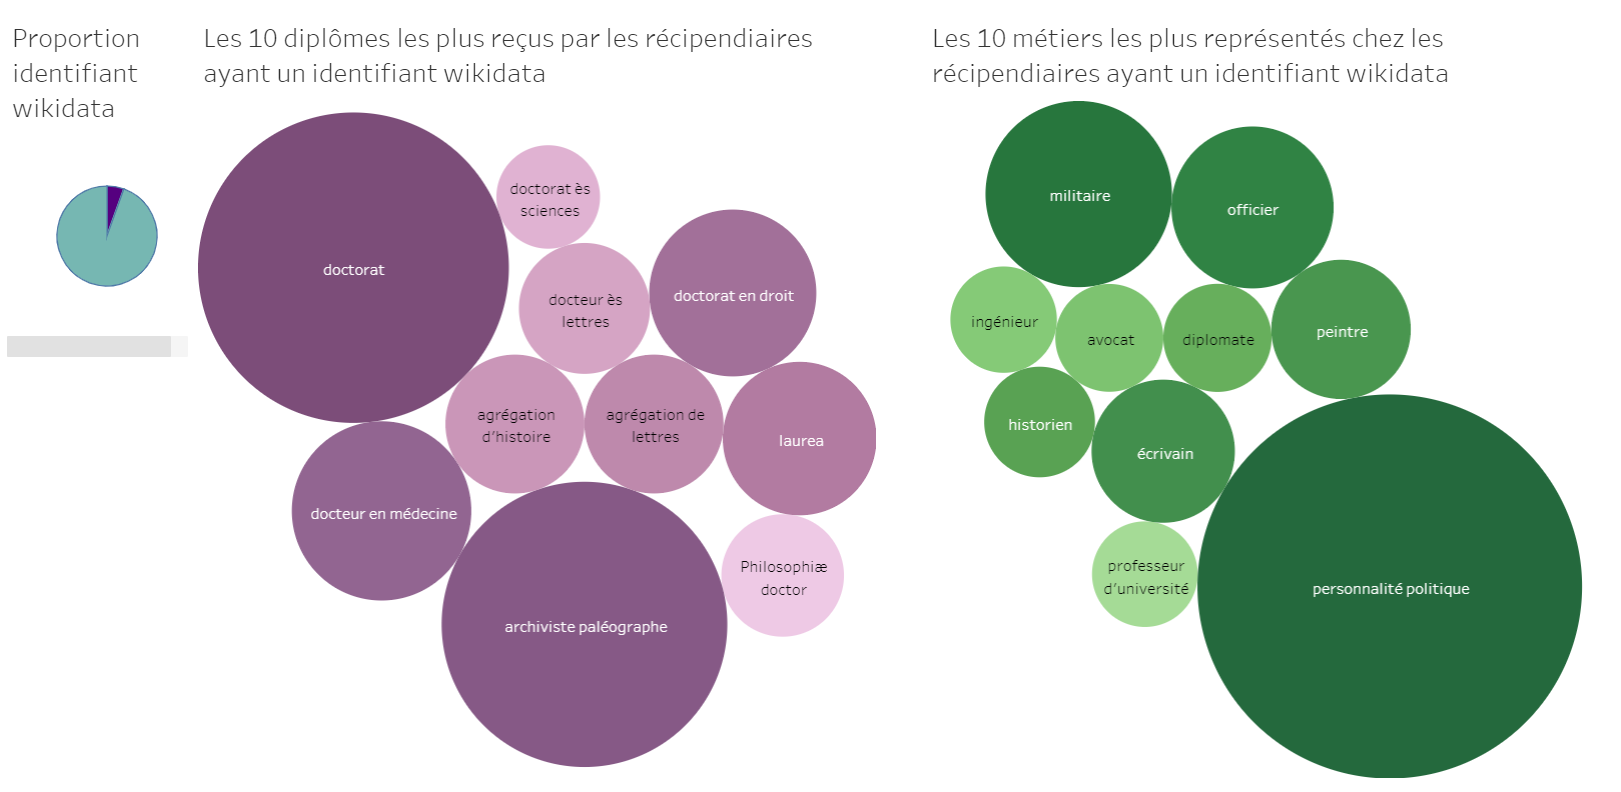 Proportion
identifiant
wikidata
Les 10 diplômes les plus reçus par les récipendiaires
ayant un identifiant wikidata
doctorat
doctorat ès
sciences
docteur ès
lettres
doctorat en droit
agrégation
d’histoire
agrégation de
lettres
laurea
docteur en médecine
archiviste paléographe
Philosophiæ
doctor
Les 10 métiers les plus représentés chez les
récipendiaires ayant un identifiant wikidata
militaire
officier
ingénieur
avocat
diplomate
peintre
historien
écrivain
professeur
d’université
personnalité politique